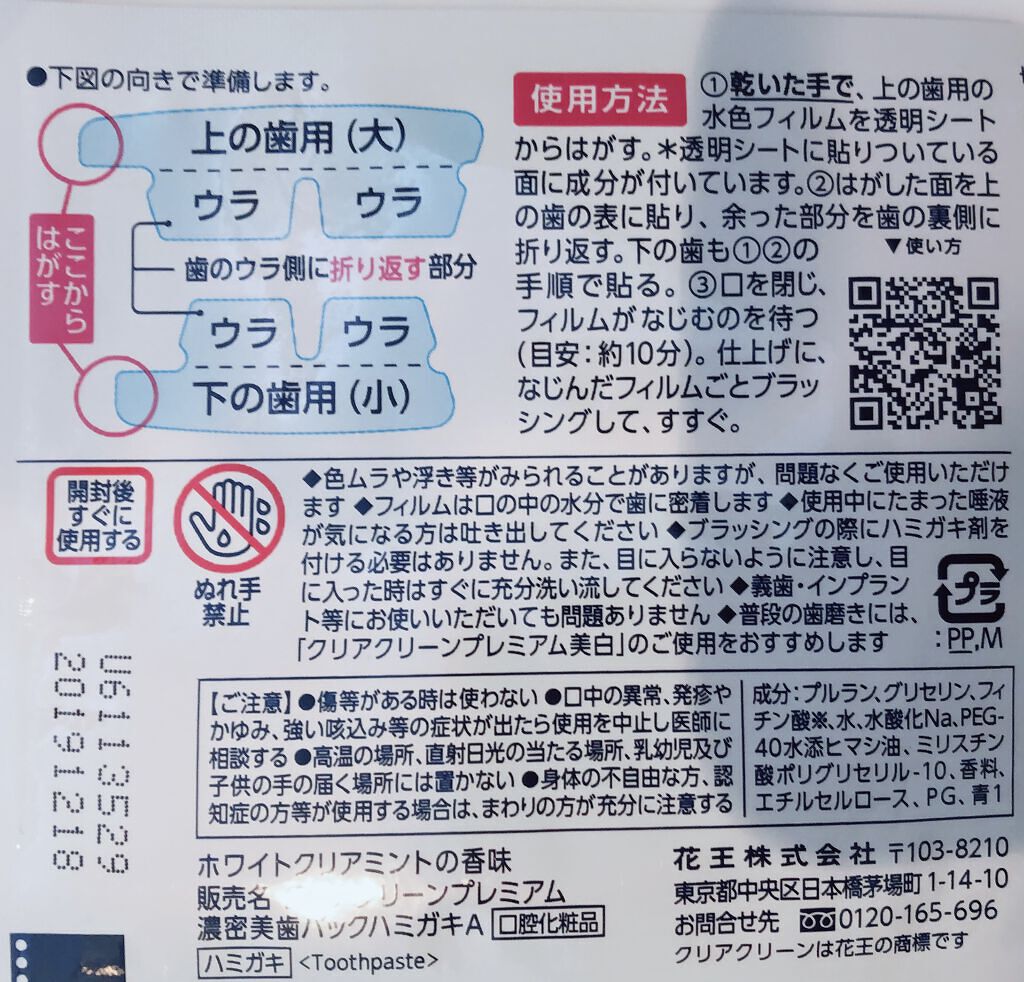 ●下図の向きで準備します。
上の歯用(大)
ウラ ウラ
ここから
はがす
歯のウラ側に折り返す部分
ウラ ウラ
下の歯用(小)
使用方法
①乾いた手で、上の歯用の
水色フィルムを透明シート
からはがす。*透明シートに貼りついている
面に成分が付いています。②はがした面を上
の歯の表に貼り、余った部分を歯の裏側に
折り返す。下の歯も①②の
手順で貼る。③口を閉じ、
フィルムがなじむのを待つ
(目安:約10分)。仕上げに、
なじんだフィルムごとブラッ
シングして、すすぐ。
▼使い方
開封後
すぐに
使用する
ぬれ手
禁止
◆色ムラや浮き等がみられることがありますが、問題なくご使用いただけ
ます ◆フィルムは口の中の水分で歯に密着します ◆使用中にたまった唾液
が気になる方は吐き出してください ◆ブラッシングの際にハミガキ剤を
付ける必要はありません。また、目に入らないように注意し、目
に入った時はすぐに充分洗い流してください ◆義歯・インプラン
ト等にお使いいただいても問題ありません ◆普段の歯磨きには、
「クリアクリーンプレミアム美白」のご使用をおすすめします
プラ
:PP,M
【ご注意】●傷等がある時は使わない ●口中の異常、発疹や
かゆみ、強い咳込み等の症状が出たら使用を中止し医師に
相談する ●高温の場所、直射日光の当たる場所、乳幼児及び
子供の手の届く場所には置かない ●身体の不自由な方、認
知症の方等が使用する場合は、まわりの方が充分に注意する
成分:プルラン、グリセリン、フィ
チン酸※、水、水酸化Na、PEG-
40水添ヒマシ油、ミリスチン
酸ポリグリセリル-10、香料、
エチルセルロース、PG、青1
U61113529
20191218
ホワイトクリアミントの香味
販売名 リーンプレミアム
濃密美歯パックハミガキA 口腔化粧品
ハミガキ <Toothpaste>
花王株式会社 〒103-8210
東京都中央区日本橋茅場町1-14-10
お問合せ先 0120-165-696
クリアクリーンは花王の商標です